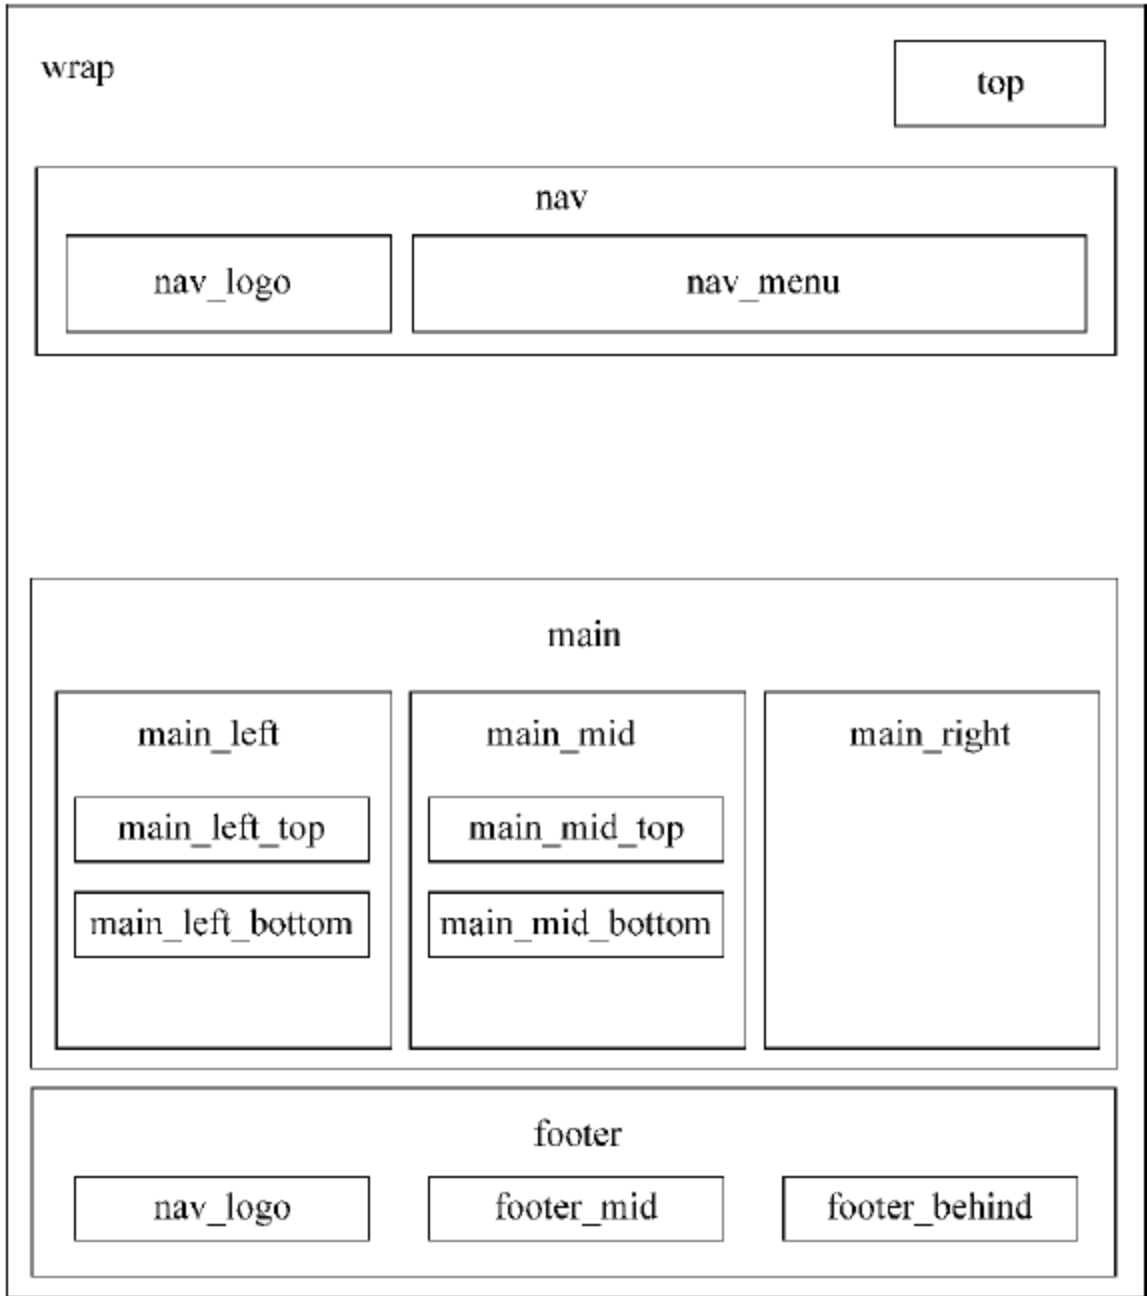 wrap
top
nav
nav_logo
nav_menu
main
main_left
main_mid
main_right
main_left_top
main_mid_top
main_left_bottom
main_mid_bottom
footer
nav_logo
footer_mid
footer_behind